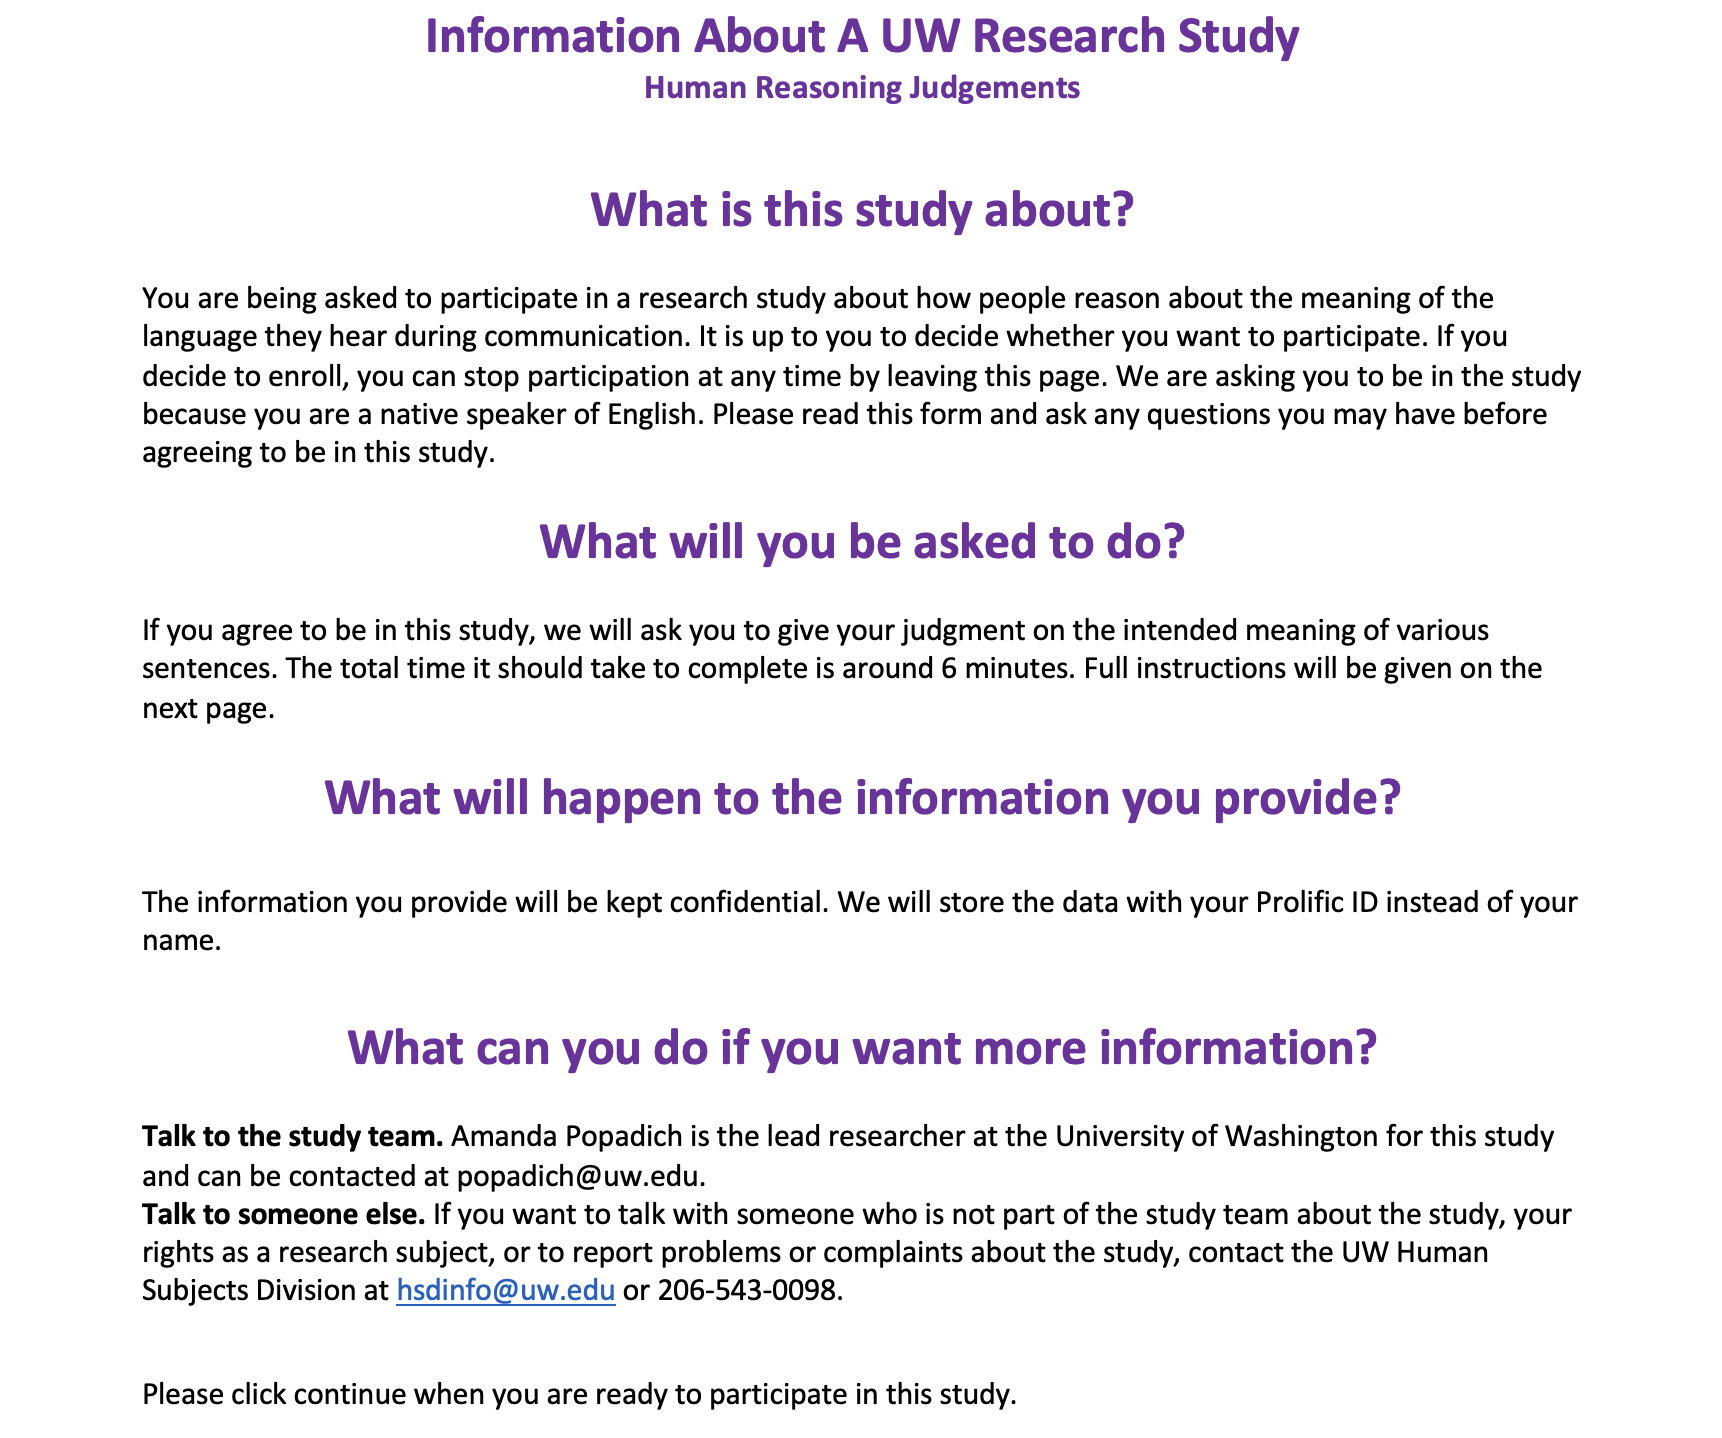 Information About A UW Research Study
Human Reasoning Judgements
What is this study about?
You are being asked to participate in a research study about how people reason about the meaning of the
language they hear during communication. It is up to you to decide whether you want to participate. If you
decide to enroll, you can stop participation at any time by leaving this page. We are asking you to be in the study
because you are a native speaker of English. Please read this form and ask any questions you may have before
agreeing to be in this study.
What will you be asked to do?
If you agree to be in this study, we will ask you to give your judgment on the intended meaning of various
sentences. The total time it should take to complete is around 6 minutes. Full instructions will be given on the
next page.
What will happen to the information you provide?
The information you provide will be kept confidential. We will store the data with your Prolific ID instead of your
name.
What can you do if you want more information?
Talk to the study team. Amanda Popadich is the lead researcher at the University of Washington for this study
and can be contacted at popadich@uw.edu.
Talk to someone else. If you want to talk with someone who is not part of the study team about the study, your
rights as a research subject, or to report problems or complaints about the study, contact the UW Human
Subjects Division at hsdinfo@uw.edu or 206-543-0098.
Please click continue when you are ready to participate in this study.